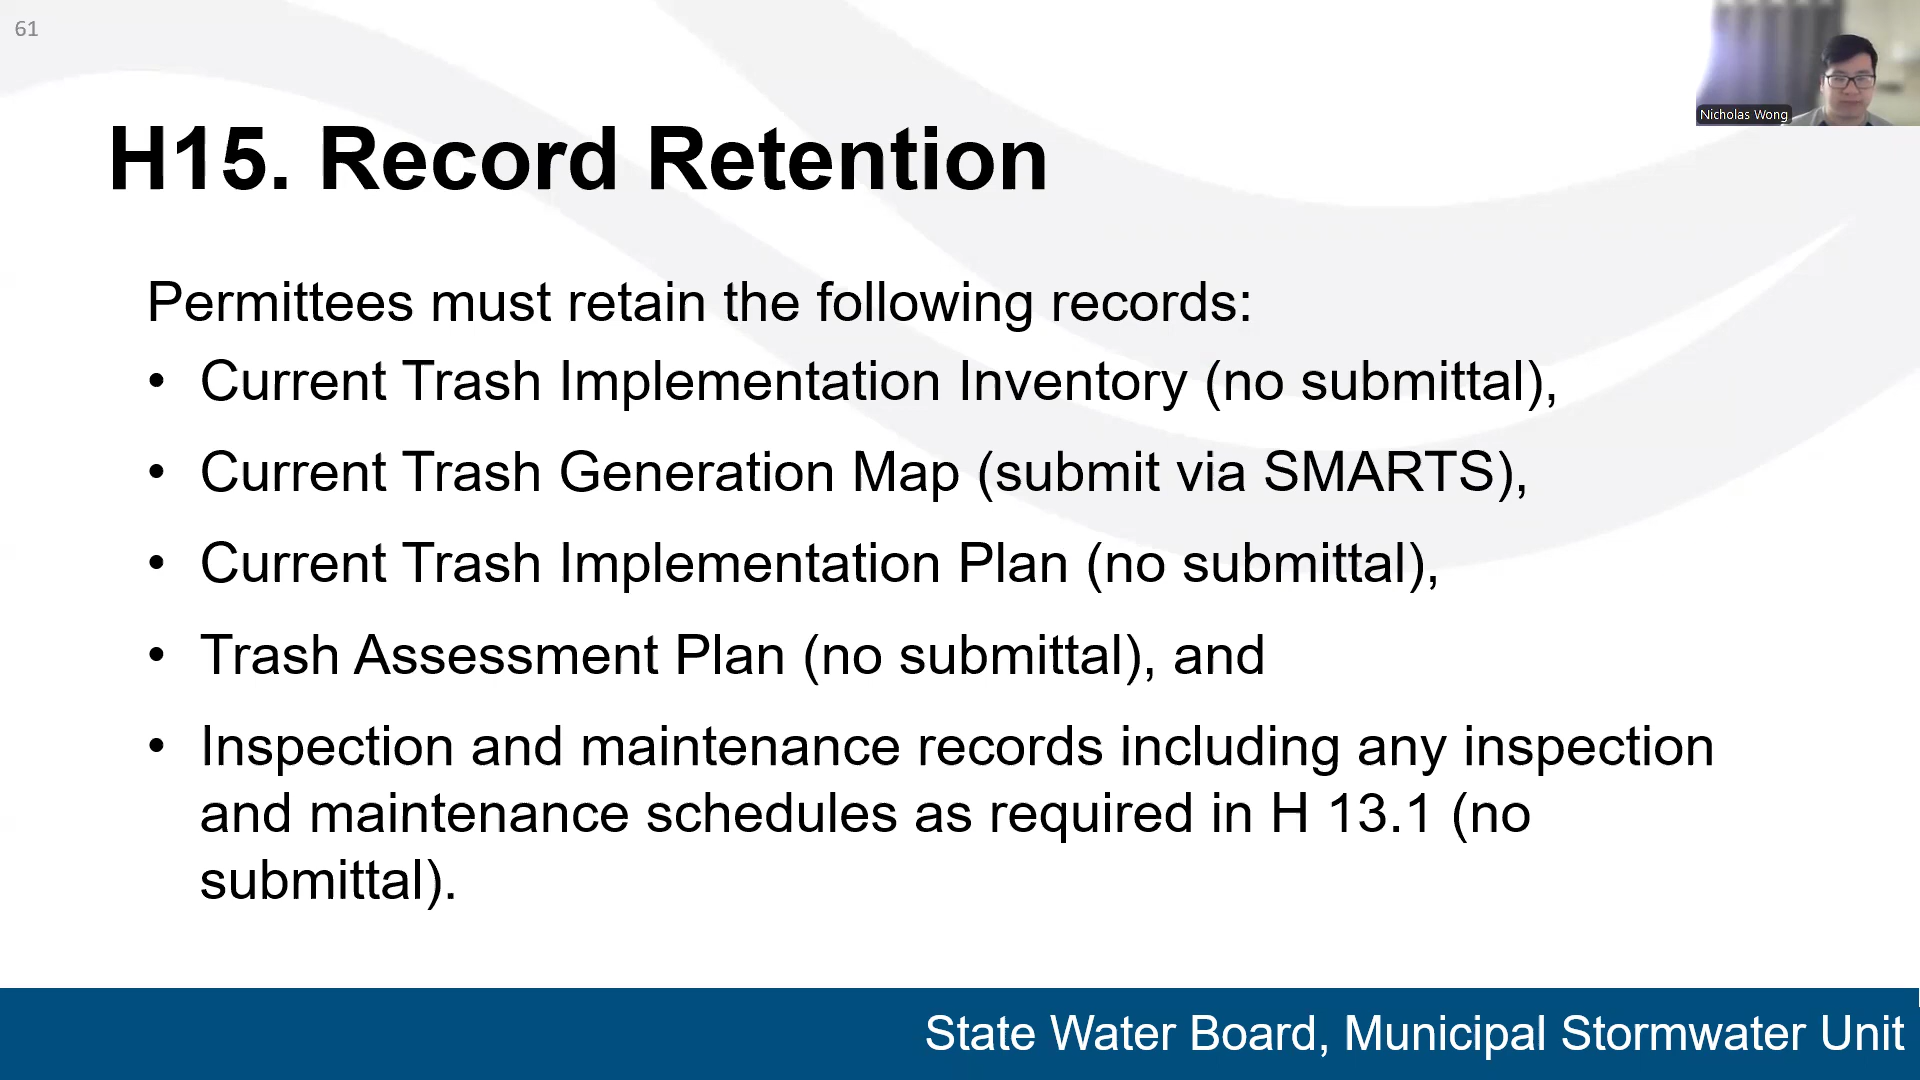 61
Nicholas Wong
H15. Record Retention
Permittees must retain the following records:
• Current Trash Implementation Inventory (no submittal),
• Current Trash Generation Map (submit via SMARTS),
• Current Trash Implementation Plan (no submittal),
• Trash Assessment Plan (no submittal), and
• Inspection and maintenance records including any inspection
and maintenance schedules as required in H 13.1 (no
submittal).
State Water Board, Municipal Stormwater Unit